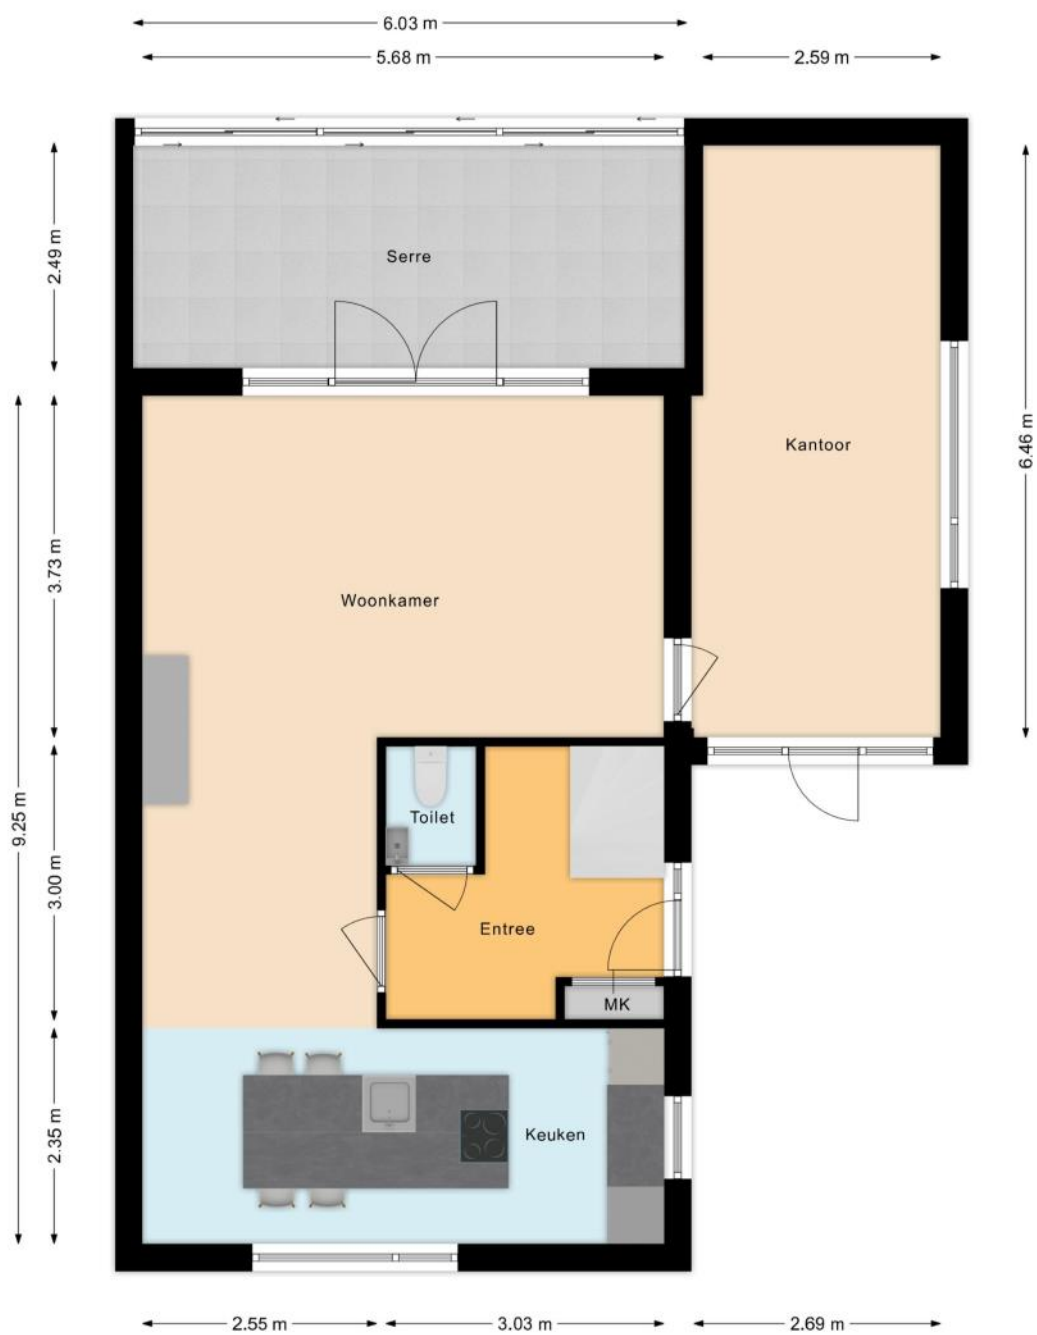 6.03 m
5.68 m
2.59 m
2.49 m
Serre
6.46 m
Kantoor
3.73 m
Woonkamer
9.25 m
Toilet
3.00 m
Entree
MK
2.35 m
Keuken
2.55 m
3.03 m
2.69 m